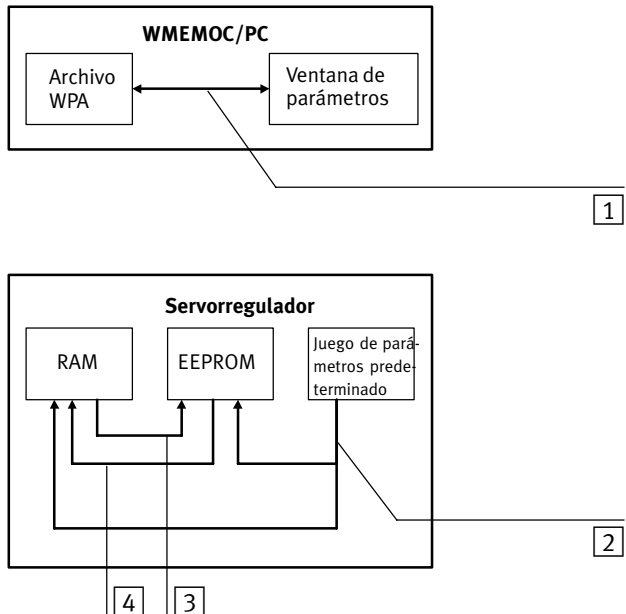 WMEMOC/PC
Archivo
WPA
Ventana de
parámetros
1
Servorregulador
RAM
EEPROM
Juego de pará-
metros prede-
terminado
2
4
3